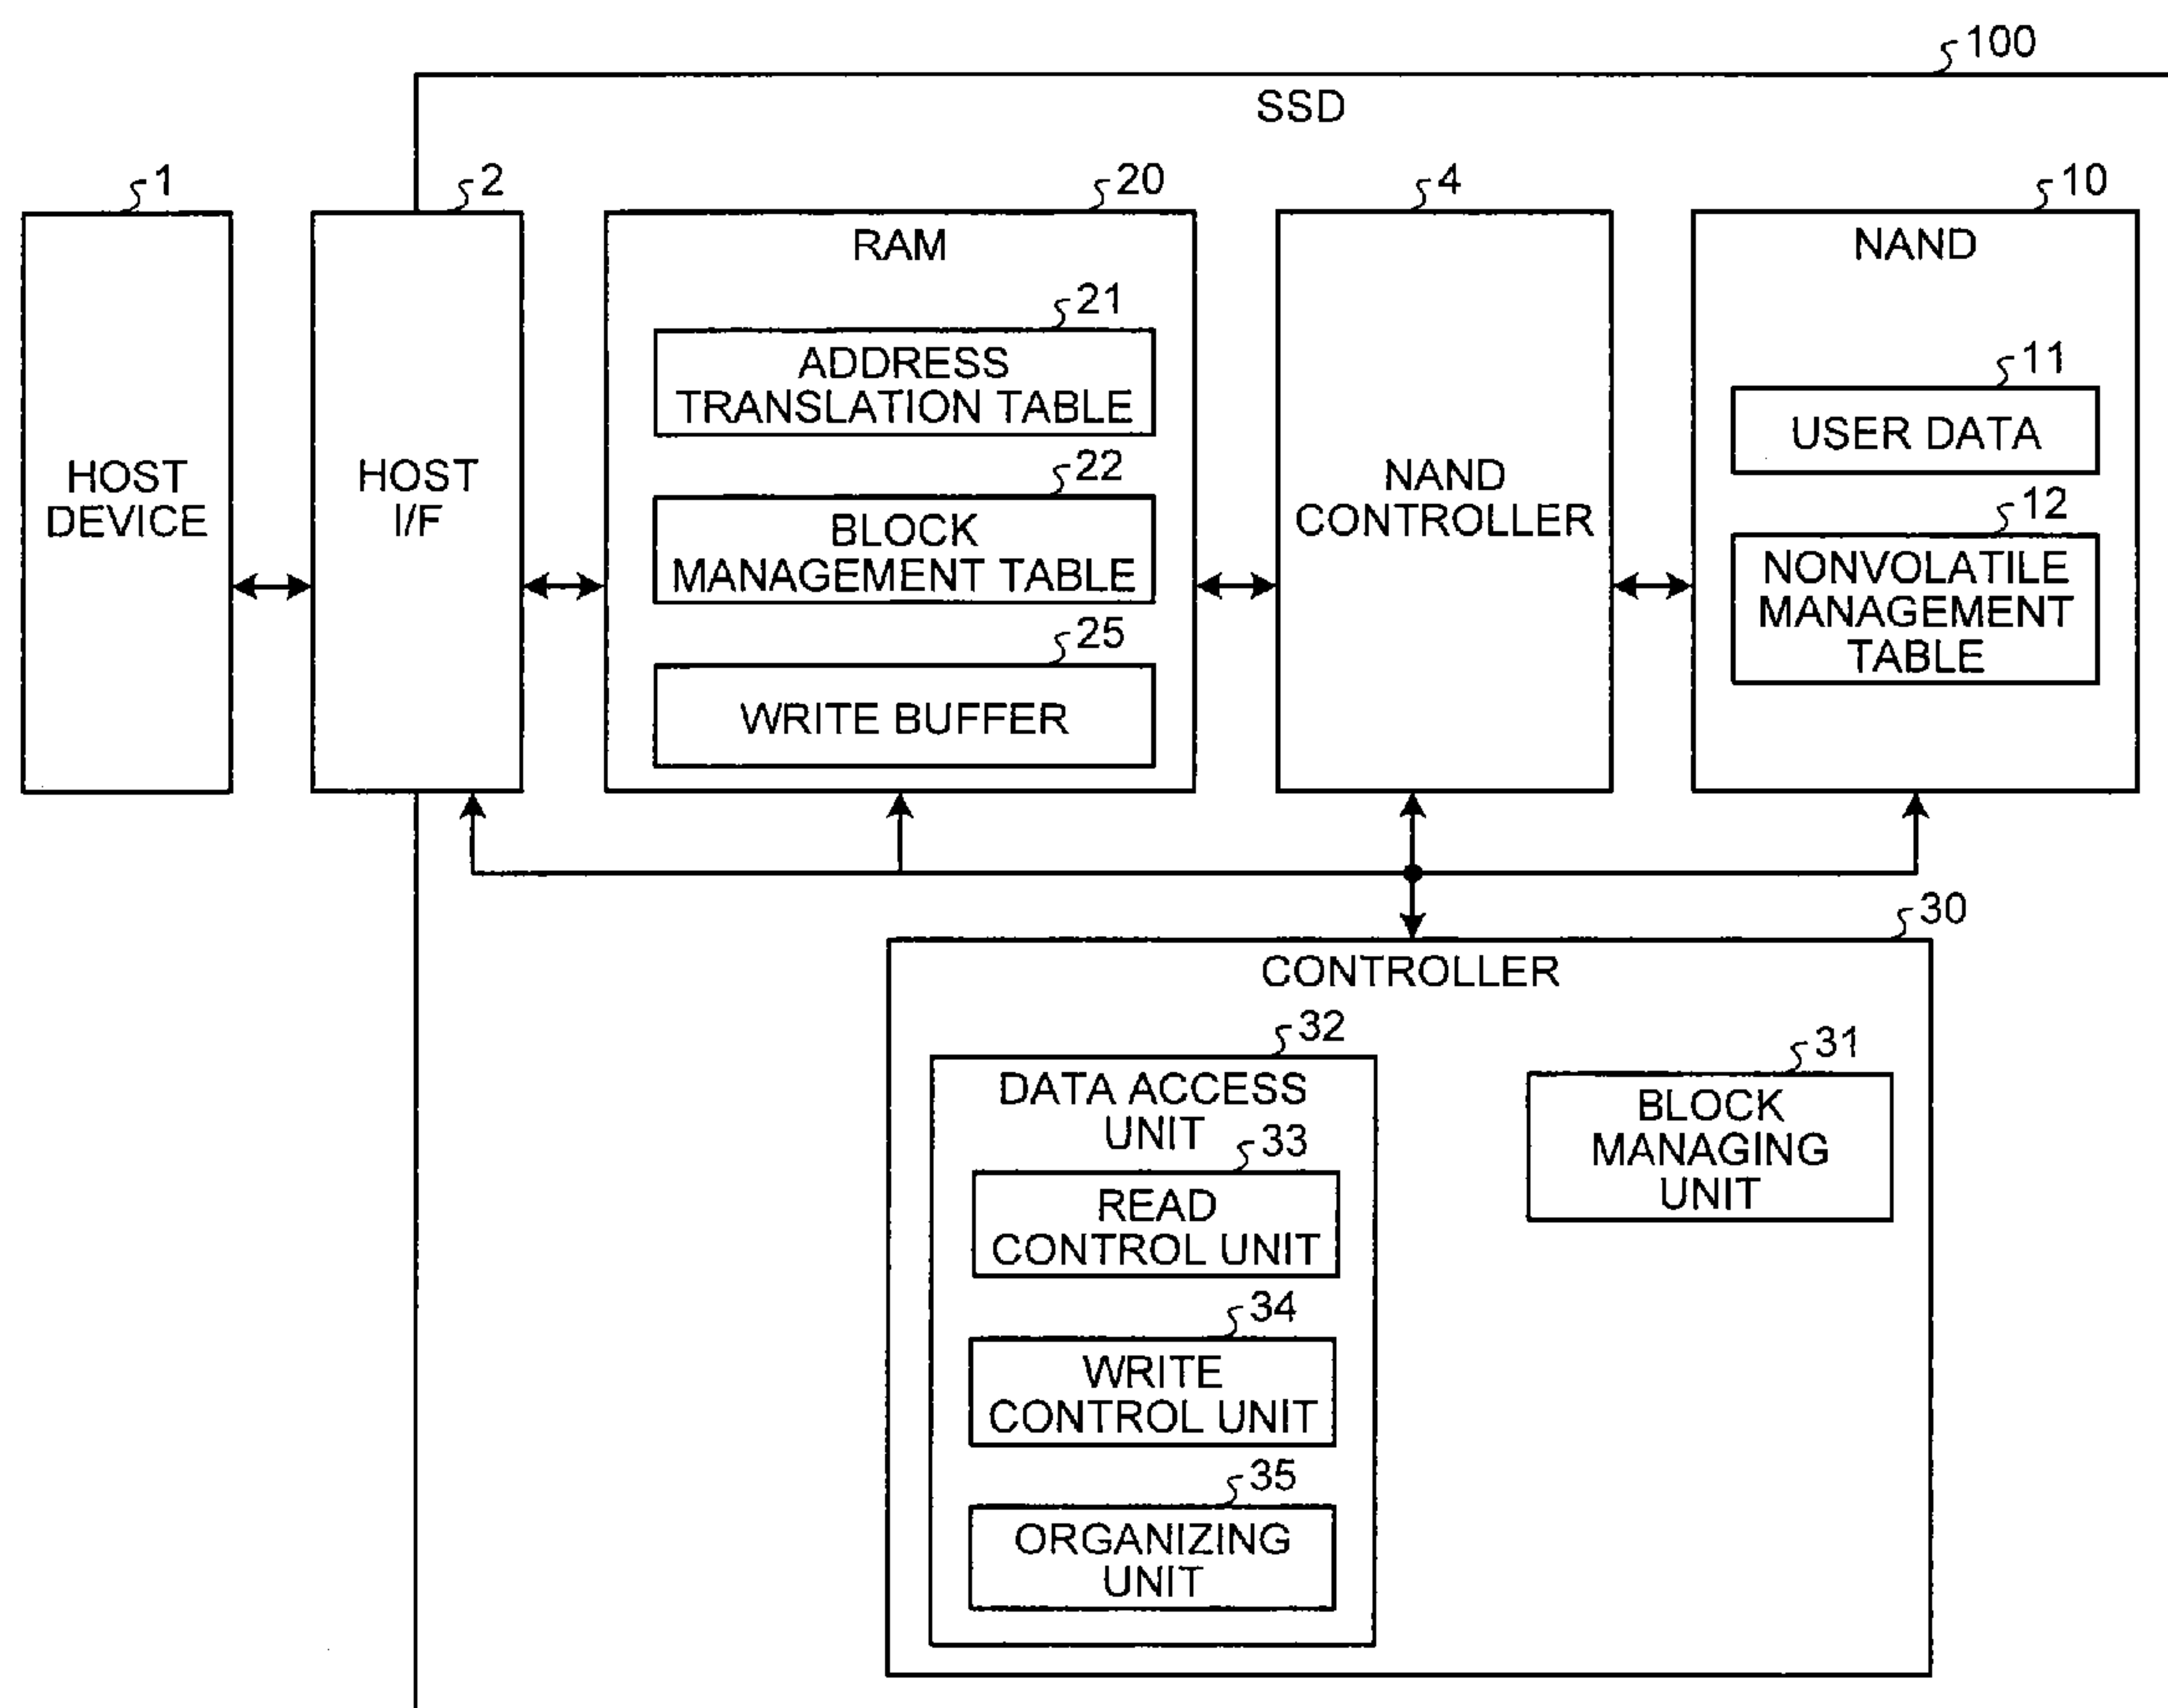 100
SSD
1
2
20
4
10
HOST
DEVICE
HOST
I/F
RAM
21
ADDRESS
TRANSLATION TABLE
22
BLOCK
MANAGEMENT TABLE
25
WRITE BUFFER
NAND
CONTROLLER
NAND
11
USER DATA
12
NONVOLATILE
MANAGEMENT
TABLE
30
CONTROLLER
32
DATA ACCESS
UNIT
33
READ
CONTROL UNIT
34
WRITE
CONTROL UNIT
35
ORGANIZING
UNIT
31
BLOCK
MANAGING
UNIT